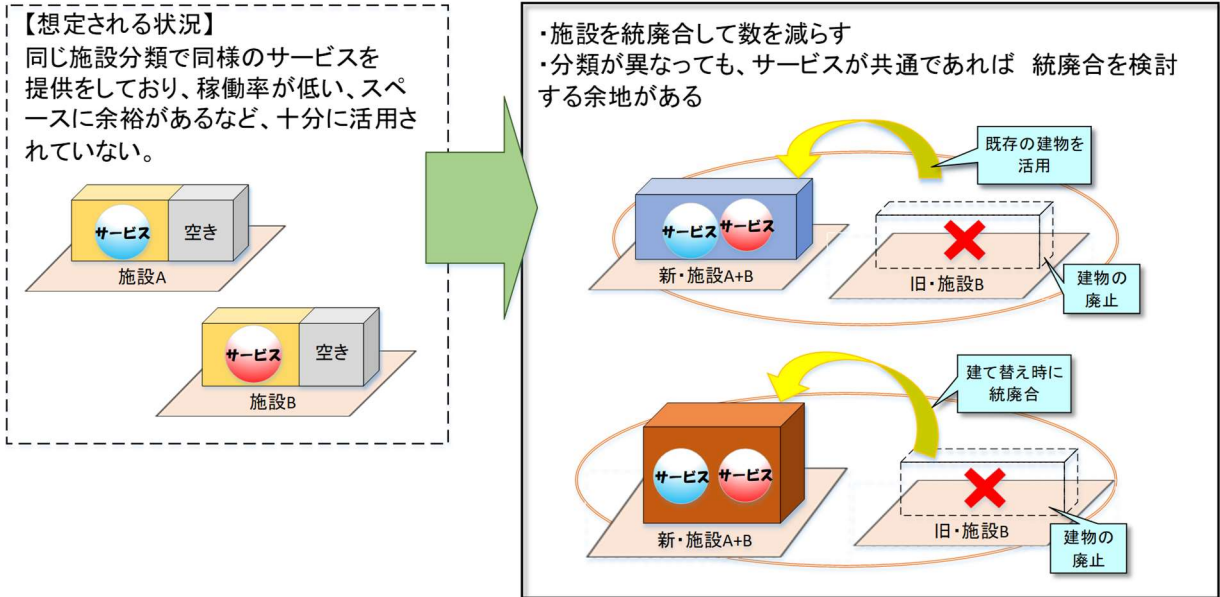 【想定される状況】
同じ施設分類で同様のサービスを
提供をしており、稼働率が低い、スペ
ースに余裕があるなど、十分に活用さ
れていない。
サービス
空き
施設A
サービス
空き
施設B
・施設を統廃合して数を減らす
・分類が異なっても、サービスが共通であれば 統廃合を検討
する余地がある
既存の建物を
活用
サービス
サービス
新・施設A+B
旧・施設B
建物の
廃止
建て替え時に
統廃合
サービス
サービス
新・施設A+B
旧・施設B
建物の
廃止